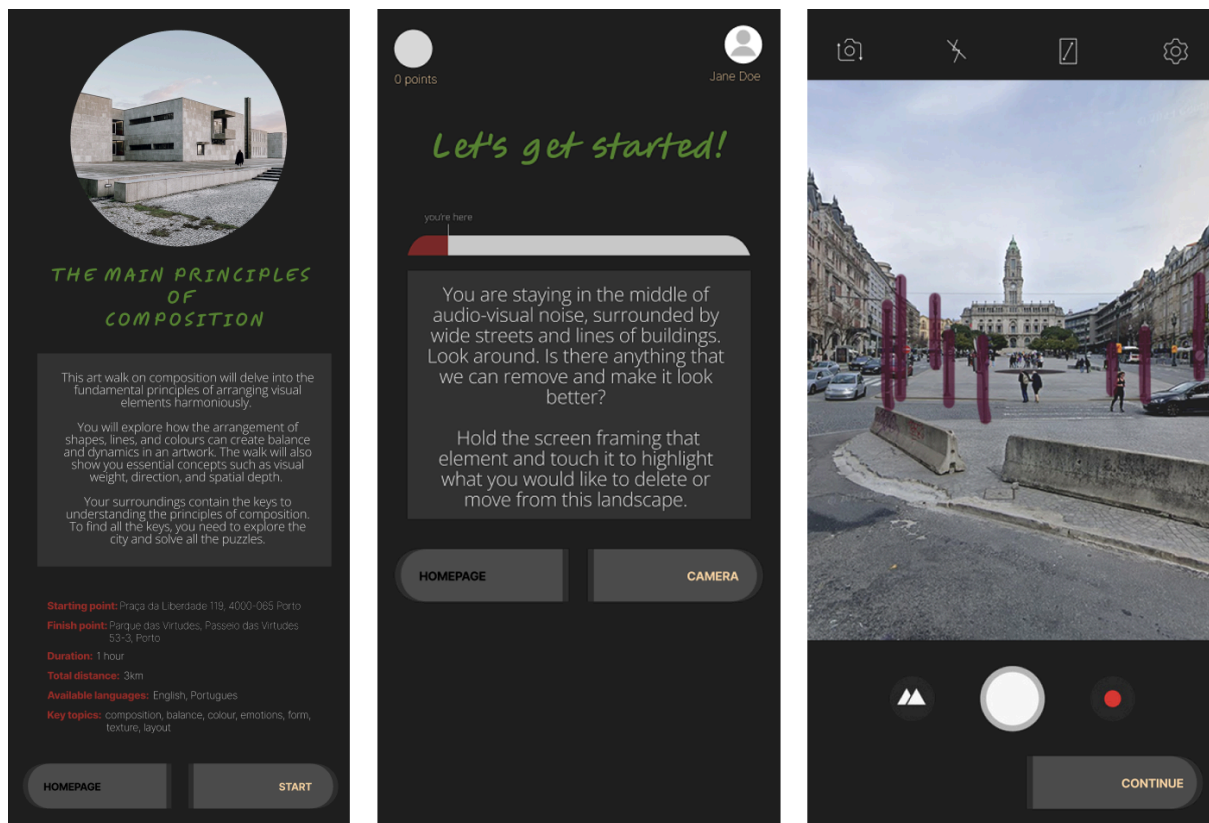 THE MAIN PRINCIPLES
OF
COMPOSITION
This art walk on composition will delve into the
fundamental principles of arranging visual
elements harmoniously.
You will explore how the arrangement of
shapes, lines, and colours can create balance
and dynamics in an artwork. The walk will also
show you essential concepts such as visual
weight, direction, and spatial depth.
Your surroundings contain the keys to
understanding the principles of composition.
To find all the keys, you need to explore the
city and solve all the puzzles.
Starting point: Praça da Liberdade 119, 4000-065 Porto
Finish point: Parque das Virtudes, Passeio das Virtudes
53-3, Porto
Duration: 1 hour
Total distance: 3km
Available languages: English, Portugues
Key topics: composition, balance, colour, emotions, form,
texture, layout
HOMEPAGE
START
0 points
Jane Doe
Let's get started!
you're here
You are staying in the middle of
audio-visual noise, surrounded by
wide streets and lines of buildings.
Look around. Is there anything that
we can remove and make it look
better?
Hold the screen framing that
element and touch it to highlight
what you would like to delete or
move from this landscape.
HOMEPAGE
CAMERA
CONTINUE